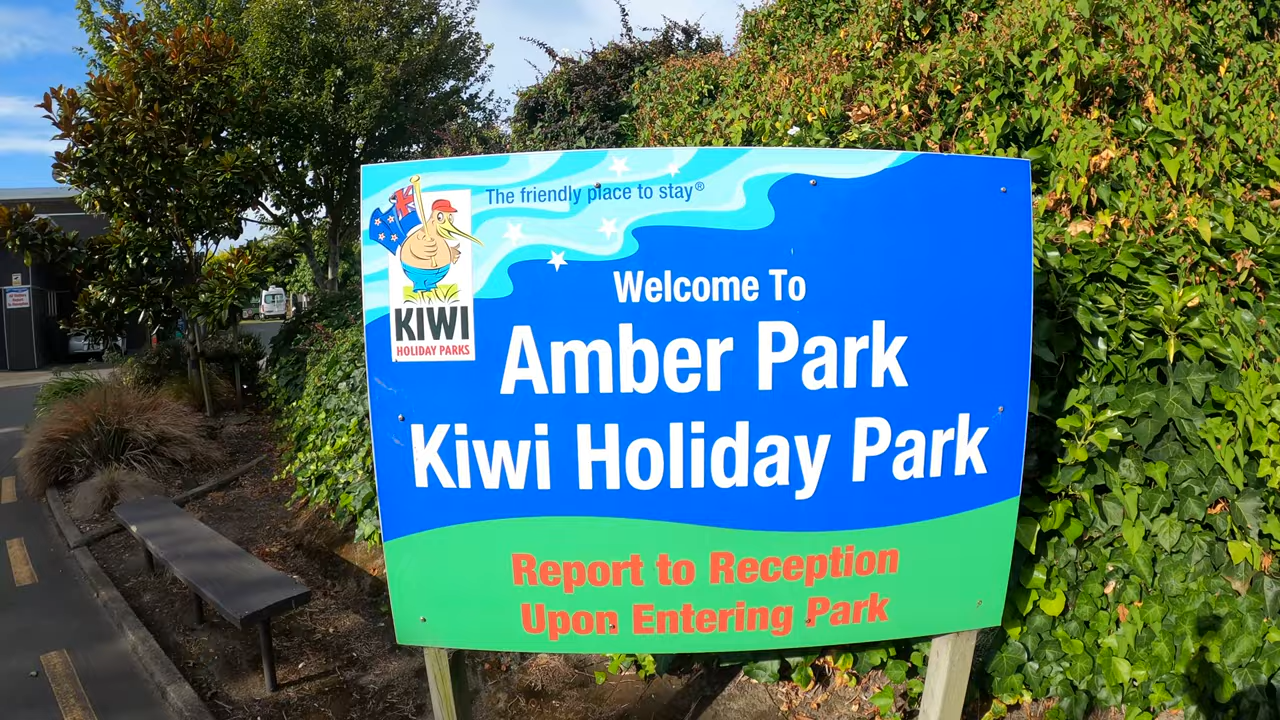 The friendly place to stay®
KIWI
HOLIDAY PARKS
Welcome To
Amber Park
Kiwi Holiday Park
Report to Reception
Upon Entering Park